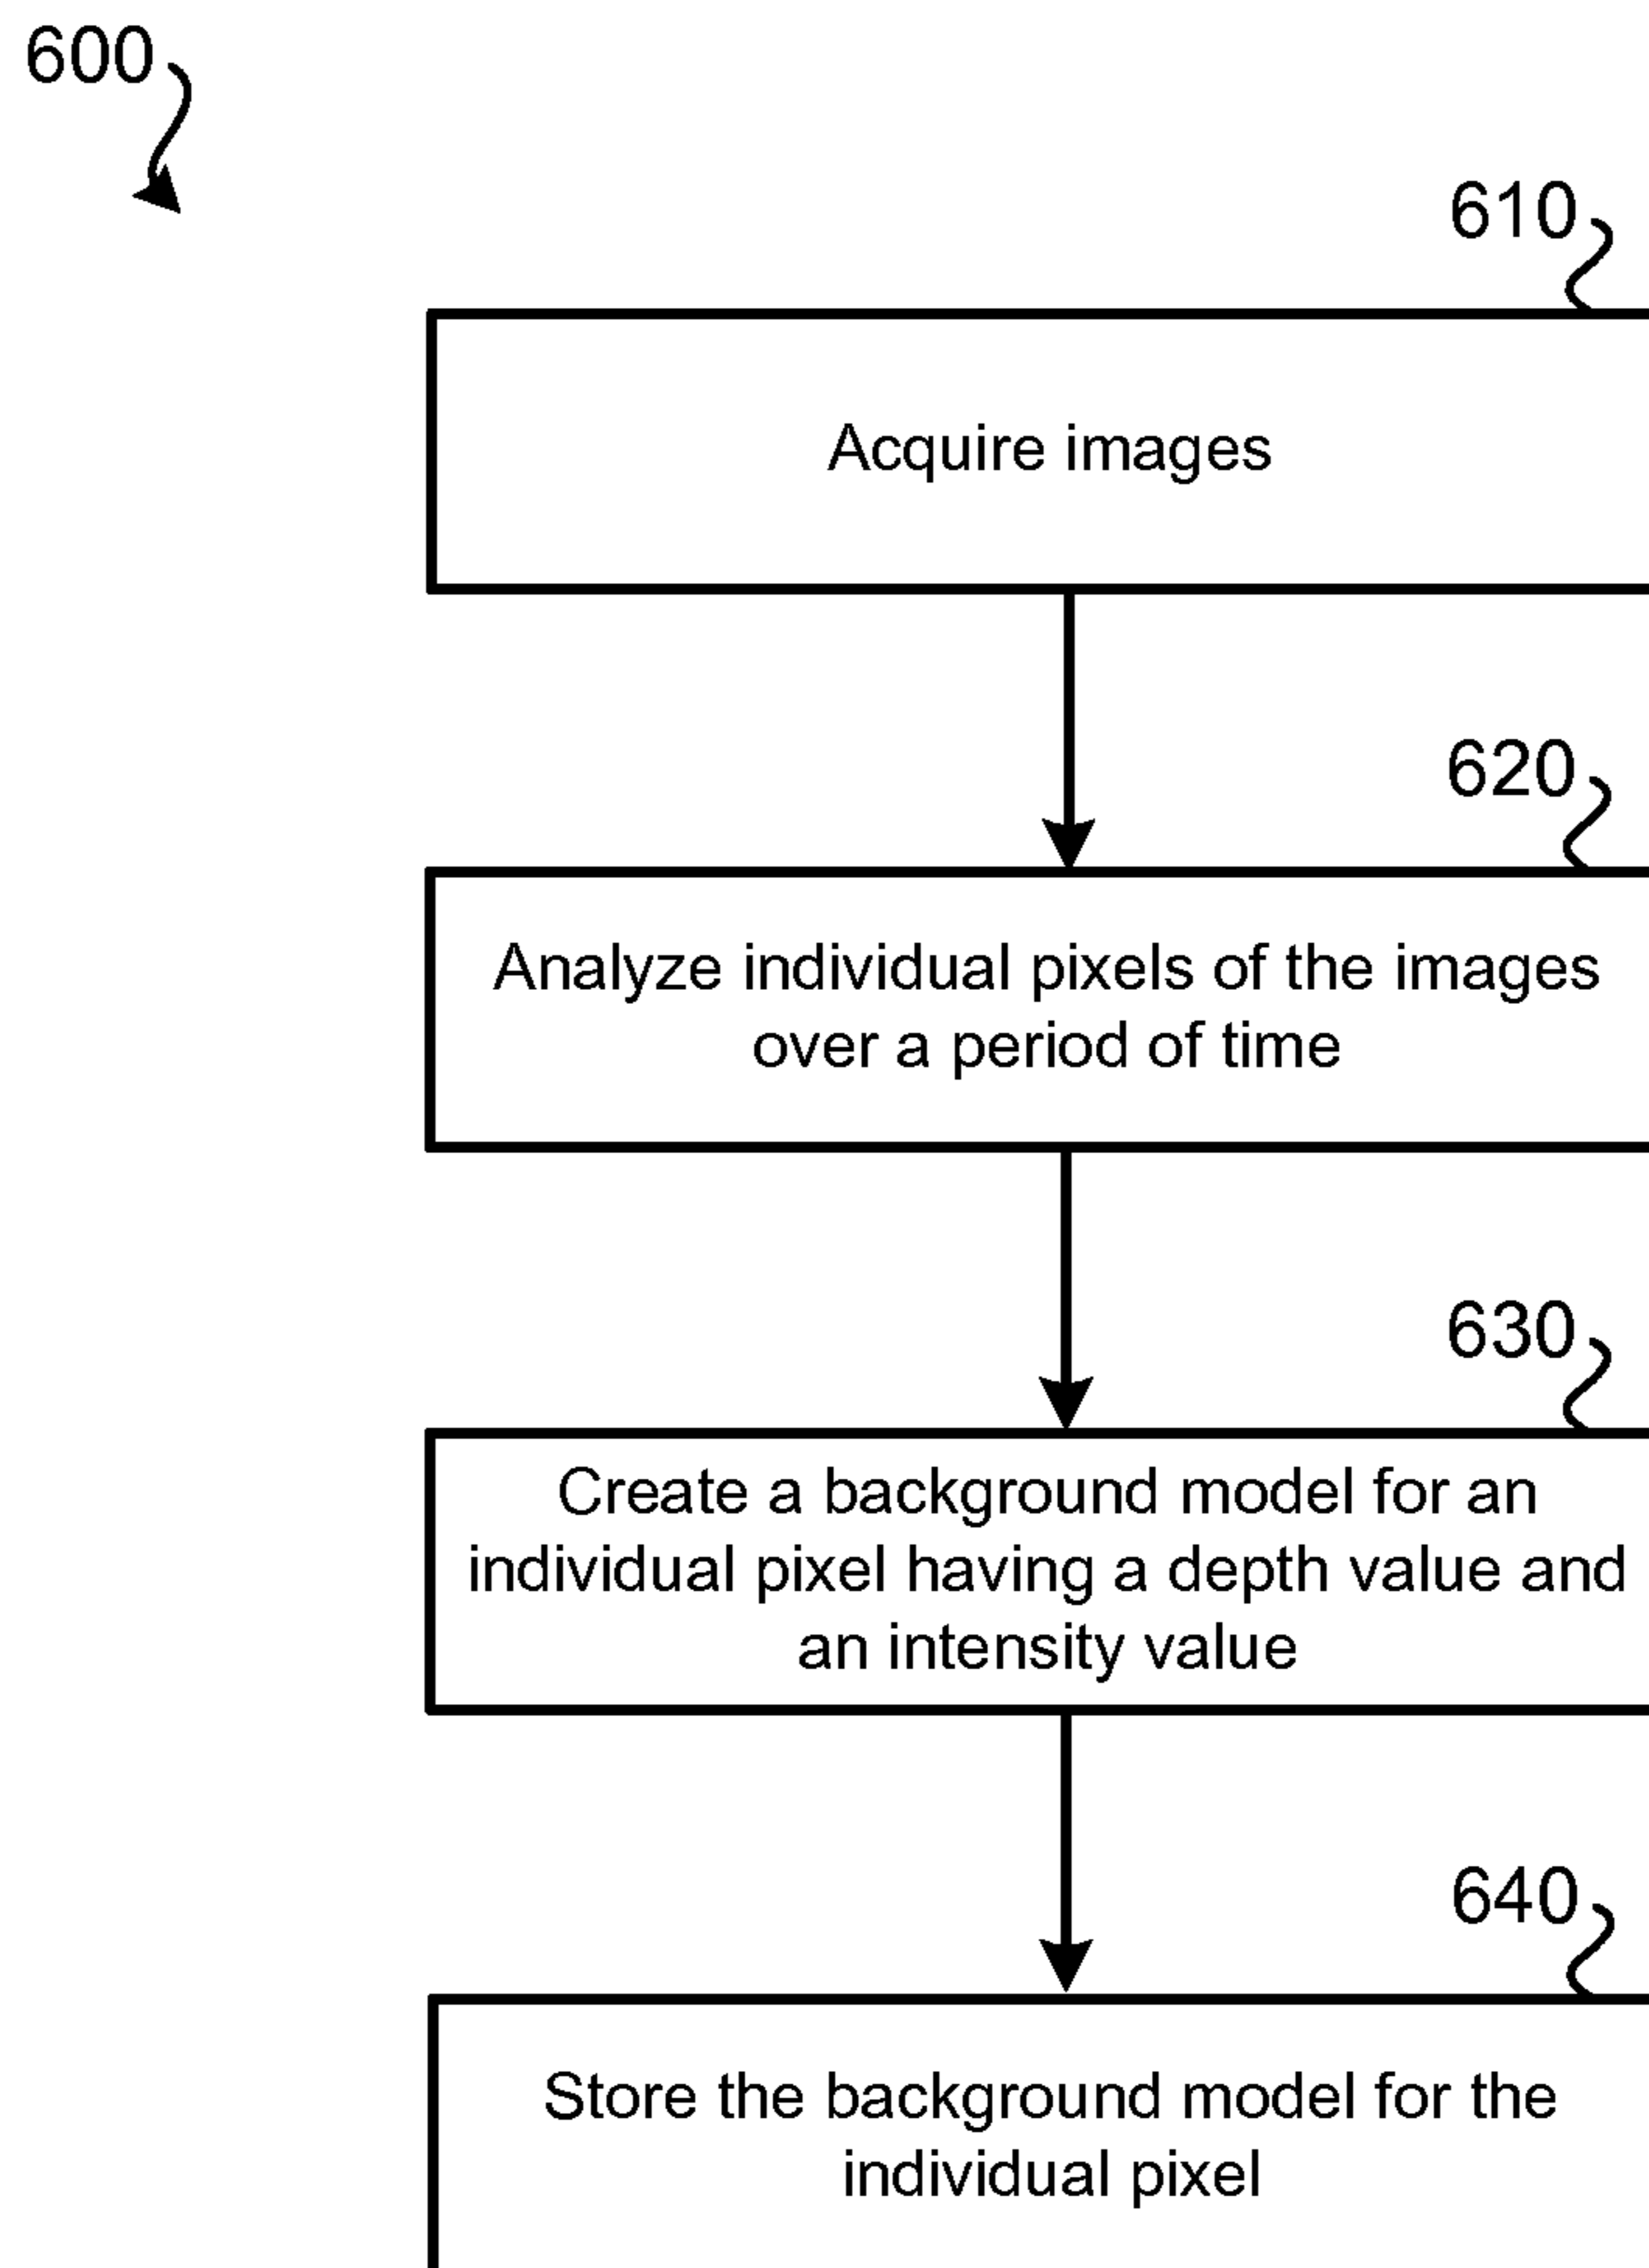 600
610
Acquire images
620
Analyze individual pixels of the images
over a period of time
630
Create a background model for an
individual pixel having a depth value and
an intensity value
640
Store the background model for the
individual pixel